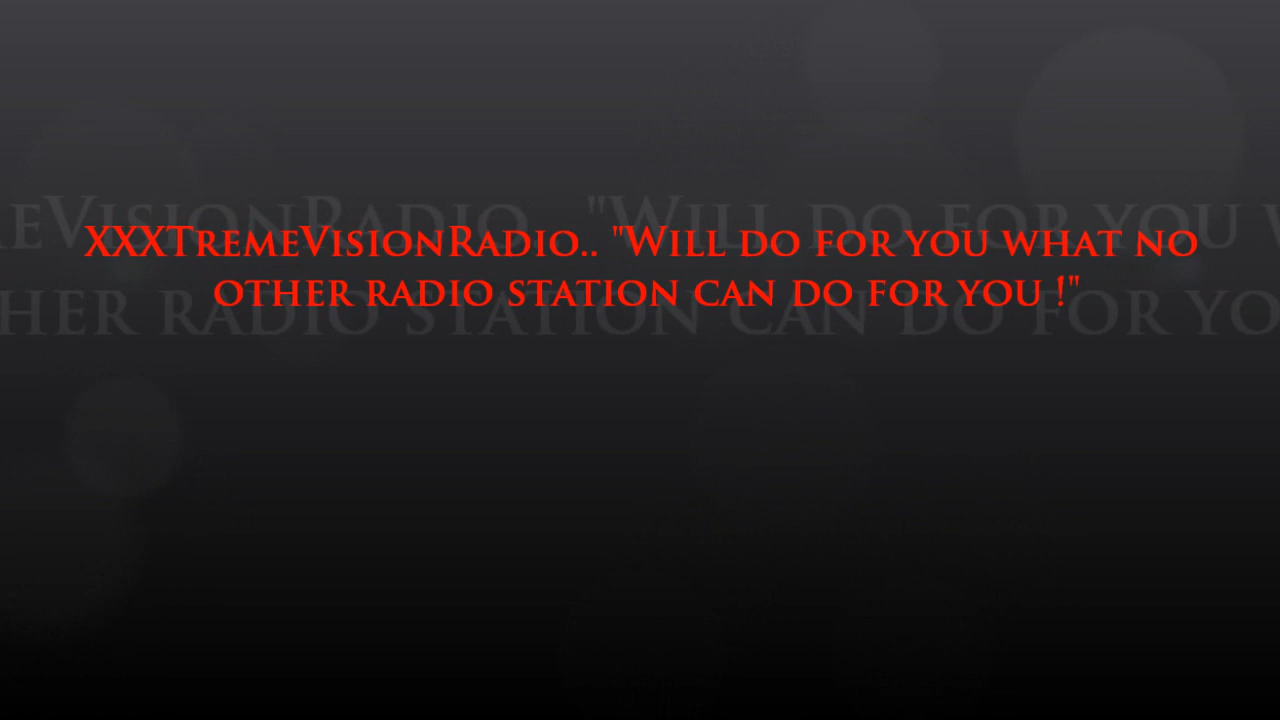 XXXTremeVisionRadio.. "Will do for you what no
other radio station can do for you !"